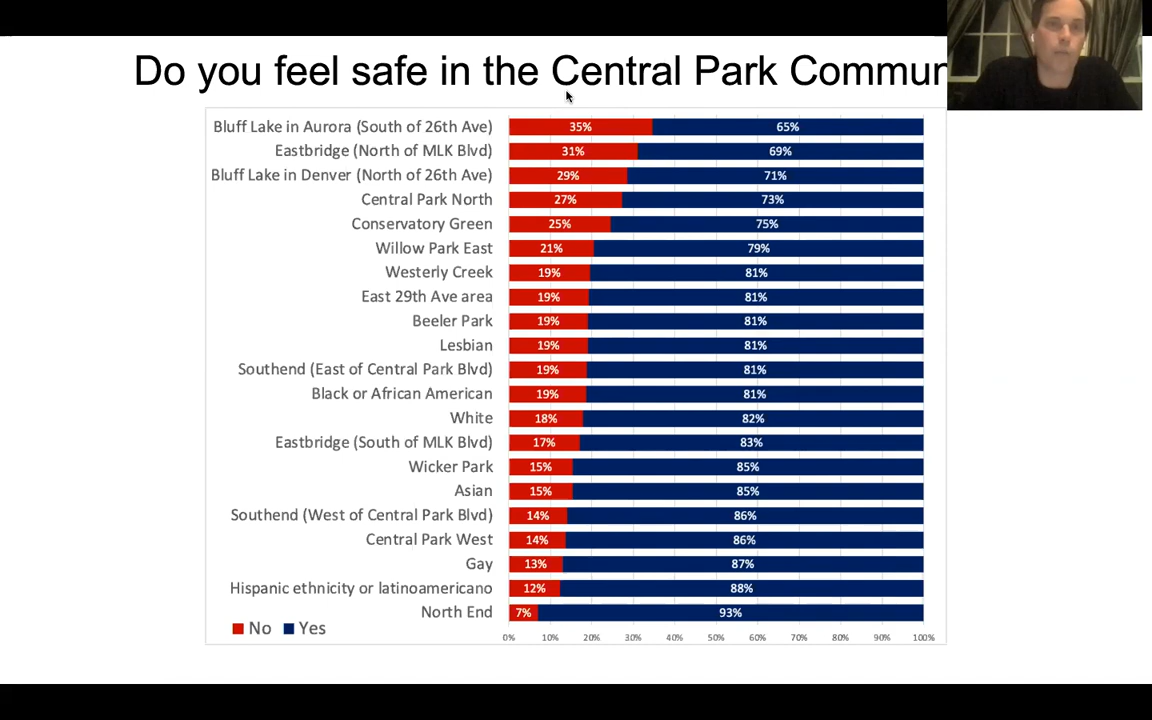 Do you feel safe in the Central Park Commun
Bluff Lake in Aurora (South of 26th Ave) 35% 65%
Eastbridge (North of MLK Blvd) 31% 69%
Bluff Lake in Denver (North of 26th Ave) 29% 71%
Central Park North 27% 73%
Conservatory Green 25% 75%
Willow Park East 21% 79%
Westerly Creek 19% 81%
East 29th Ave area 19% 81%
Beeler Park 19% 81%
Lesbian 19% 81%
Southend (East of Central Park Blvd) 19% 81%
Black or African American 19% 81%
White 18% 82%
Eastbridge (South of MLK Blvd) 17% 83%
Wicker Park 15% 85%
Asian 15% 85%
Southend (West of Central Park Blvd) 14% 86%
Central Park West 14% 86%
Gay 13% 87%
Hispanic ethnicity or latinoamericano 12% 88%
North End 7% 93%
No Yes
0% 10% 20% 30% 40% 50% 60% 70% 80% 90% 100%